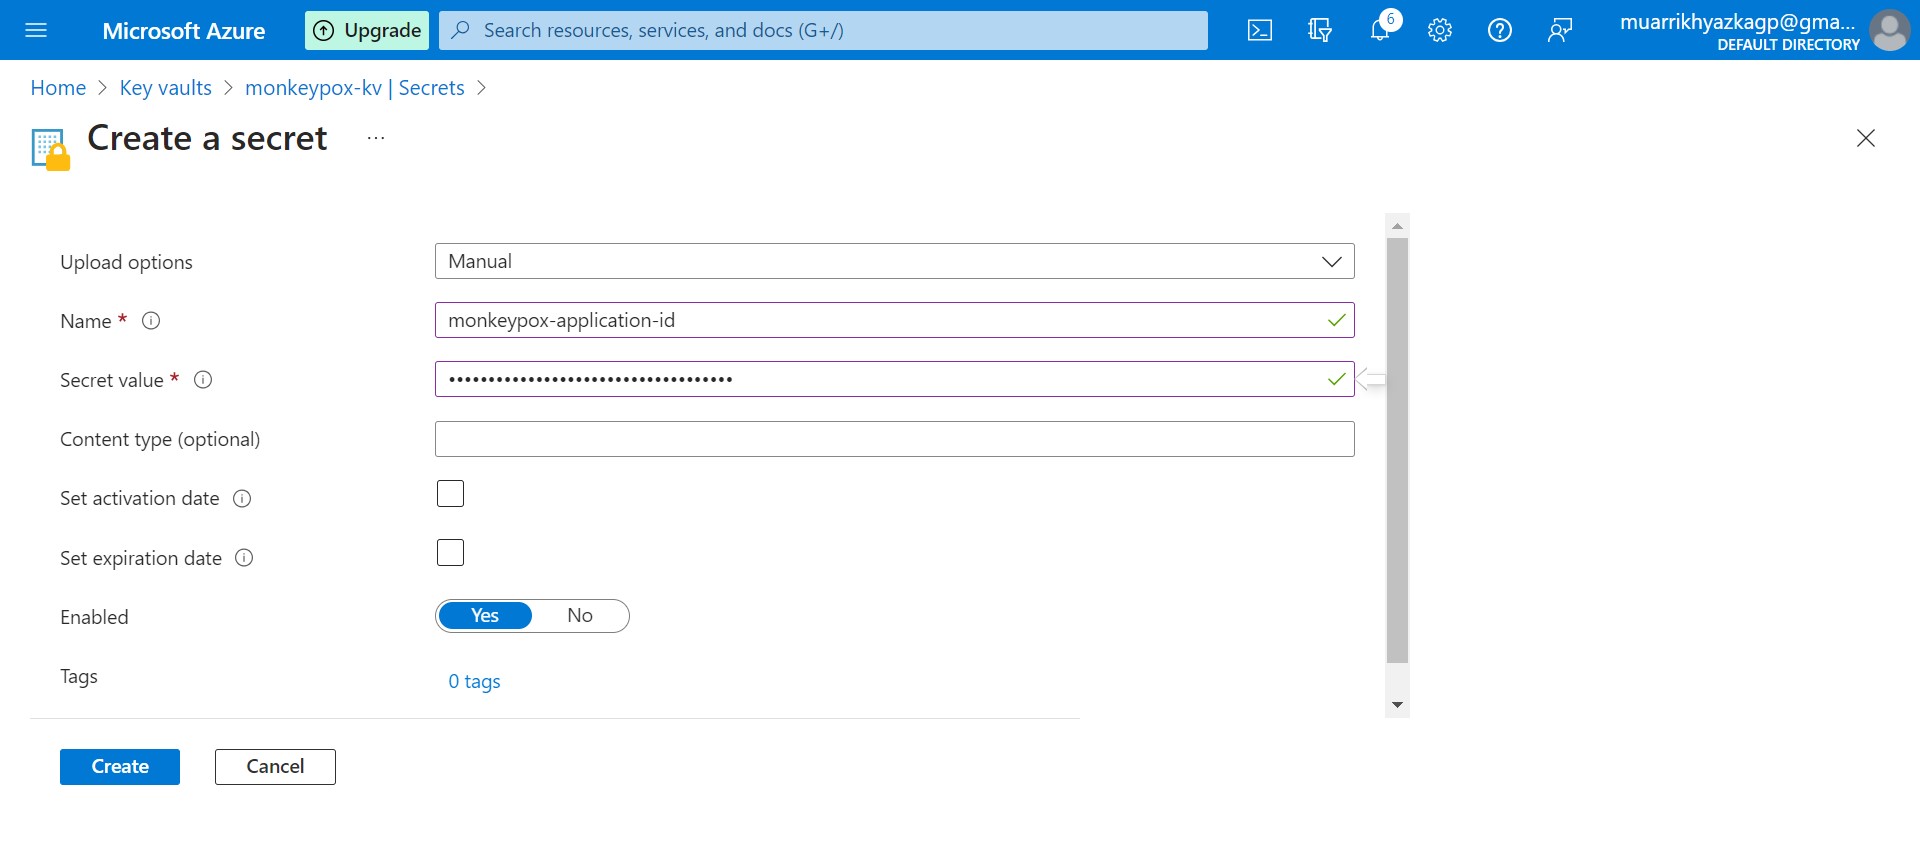 Microsoft Azure
Upgrade
Search resources, services, and docs (G+/)
6
muarrikhyazkagp@gma...
DEFAULT DIRECTORY
Home > Key vaults > monkeypox-kv | Secrets >
Create a secret ...
Upload options
Manual
Name *
monkeypox-application-id
Secret value *
••••••••••••••••••••••••••••••••••••
Content type (optional)
Set activation date
Set expiration date
Enabled
Yes No
Tags
0 tags
Create Cancel